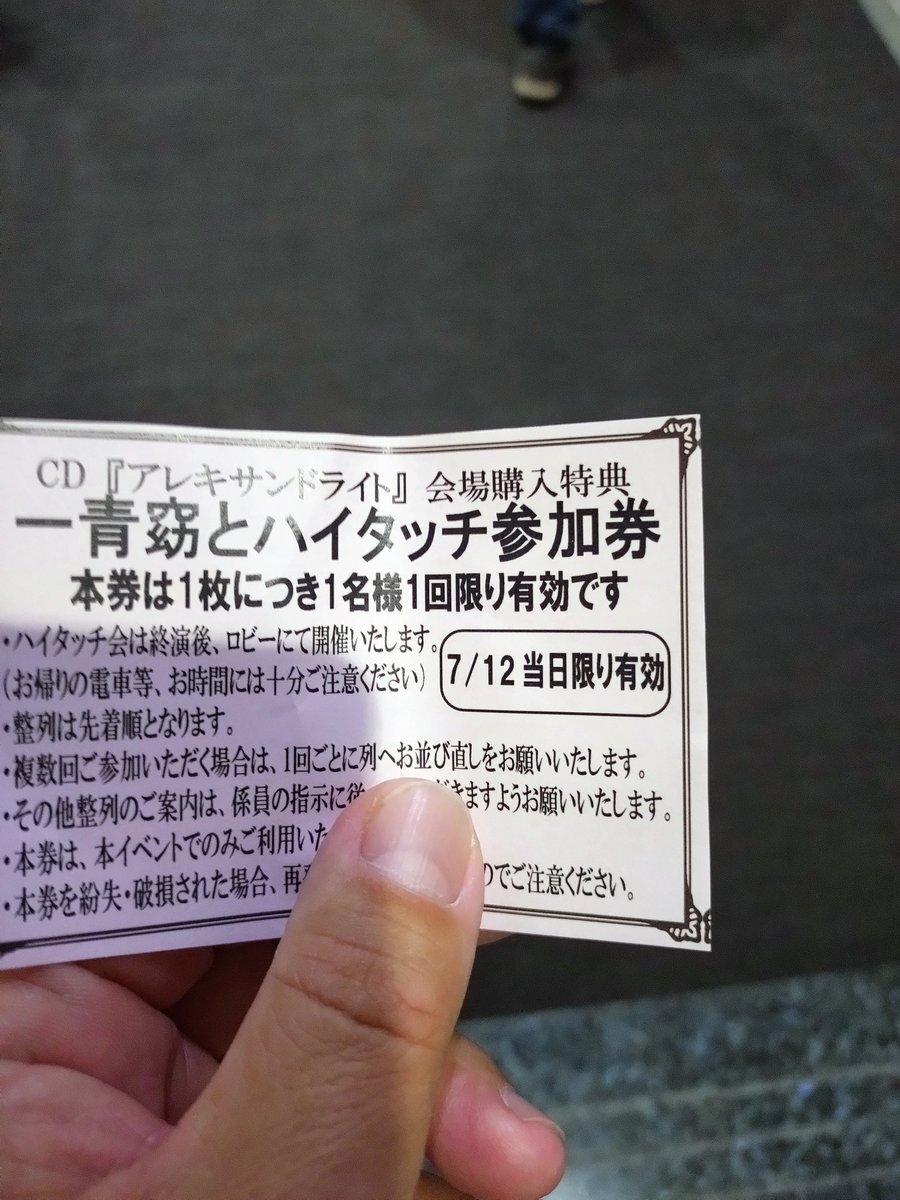 CD『アレキサンドライト』会場購入特典
一青窈とハイタッチ参加券
本券は1枚につき1名様1回限り有効です
・ハイタッチ会は終演後、ロビーにて開催いたします。
(お帰りの電車等、お時間には十分ご注意ください)
7/12当日限り有効
・整列は先着順となります。
・複数回ご参加いただく場合は、1回ごとに列へお並び直しをお願いいたします。
・その他整列のご案内は、係員の指示に従 きますようお願いいたします。
・本券は、本イベントでのみご利用いた
・本券を紛失・破損された場合、再 のでご注意ください。